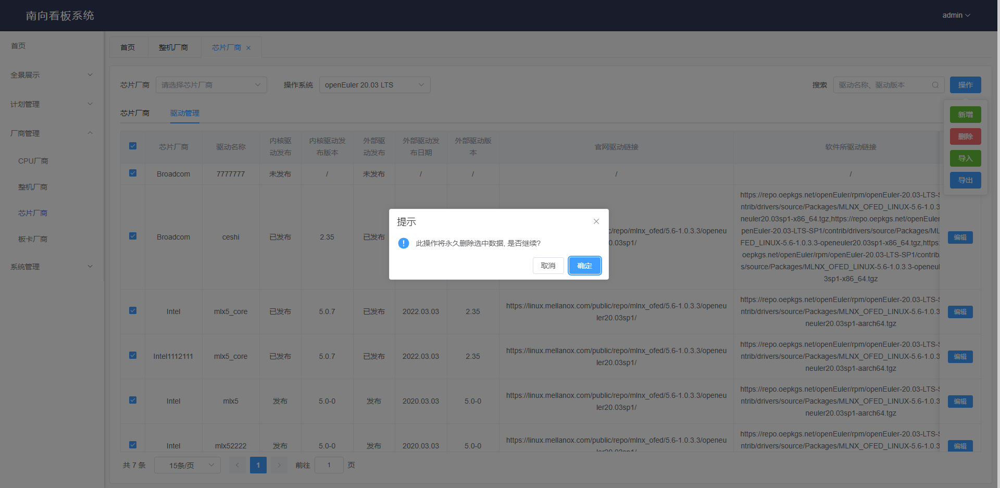 南向看板系统
admin
首页
全景展示
计划管理
厂商管理
CPU厂商
整机厂商
芯片厂商
板卡厂商
系统管理
首页 整机厂商 芯片厂商
芯片厂商 请选择芯片厂商 操作系统 openEuler 20.03 LTS 搜索 驱动名称、驱动版本 操作
新增
删除
导入
导出
芯片厂商 驱动管理
芯片厂商 驱动名称 内核驱动发布 内核驱动发布版本 外部驱动发布 外部驱动发布日期 外部驱动版本 官网驱动链接 软件所驱动链接
Broadcom 7777777 未发布 / 未发布 / / / /
Broadcom ceshi 已发布 2.35 已发布
c/repo/mlnx_ofed/5.6-1.0.3.3/openeu
0.03sp1/
https://repo.oepkgs.net/openEuler/rpm/openEuler-20.03-LTS-S
ntrib/drivers/source/Packages/MLNX_OFED_LINUX-5.6-1.0.3
neuler20.03sp1-x86_64.tgz,https://repo.oepkgs.net/openEuler
penEuler-20.03-LTS-SP1/contrib/drivers/source/Packages/ML
FED_LINUX-5.6-1.0.3.3-openeuler20.03sp1-x86_64.tgz,https:
oepkgs.net/openEuler/rpm/openEuler-20.03-LTS-SP1/contrib
s/source/Packages/MLNX_OFED_LINUX-5.6-1.0.3.3-openeul
3sp1-x86_64.tgz
编辑
Intel mlx5_core 已发布 5.0.7 已发布 2022.03.03 2.35
https://linux.mellanox.com/public/repo/mlnx_ofed/5.6-1.0.3.3/openeu
ler20.03sp1/
https://repo.oepkgs.net/openEuler/rpm/openEuler-20.03-LTS-S
ntrib/drivers/source/Packages/MLNX_OFED_LINUX-5.6-1.0.3
neuler20.03sp1-aarch64.tgz
编辑
Intel1112111 mlx5_core 已发布 5.0.7 已发布 2022.03.03 2.35
https://linux.mellanox.com/public/repo/mlnx_ofed/5.6-1.0.3.3/openeu
ler20.03sp1/
https://repo.oepkgs.net/openEuler/rpm/openEuler-20.03-LTS-S
ntrib/drivers/source/Packages/MLNX_OFED_LINUX-5.6-1.0.3
neuler20.03sp1-aarch64.tgz
编辑
Intel mlx5 发布 5.0-0 发布 2020.03.03 5.0-0
https://linux.mellanox.com/public/repo/mlnx_ofed/5.6-1.0.3.3/openeu
ler20.03sp1/
https://repo.oepkgs.net/openEuler/rpm/openEuler-20.03-LTS-S
ntrib/drivers/source/Packages/MLNX_OFED_LINUX-5.6-1.0.3
neuler20.03sp1-aarch64.tgz
编辑
Intel mlx52222 发布 5.0-0 发布 2020.03.03 5.0-0
https://linux.mellanox.com/public/repo/mlnx_ofed/5.6-1.0.3.3/openeu
ler20.03sp1/
https://repo.oepkgs.net/openEuler/rpm/openEuler-20.03-LTS-S
ntrib/drivers/source/Packages/MLNX_OFED_LINUX-5.6-1.0.3
编辑
共 7 条 15条/页 1 前往 1 页
提示
此操作将永久删除选中数据, 是否继续?
取消 确定